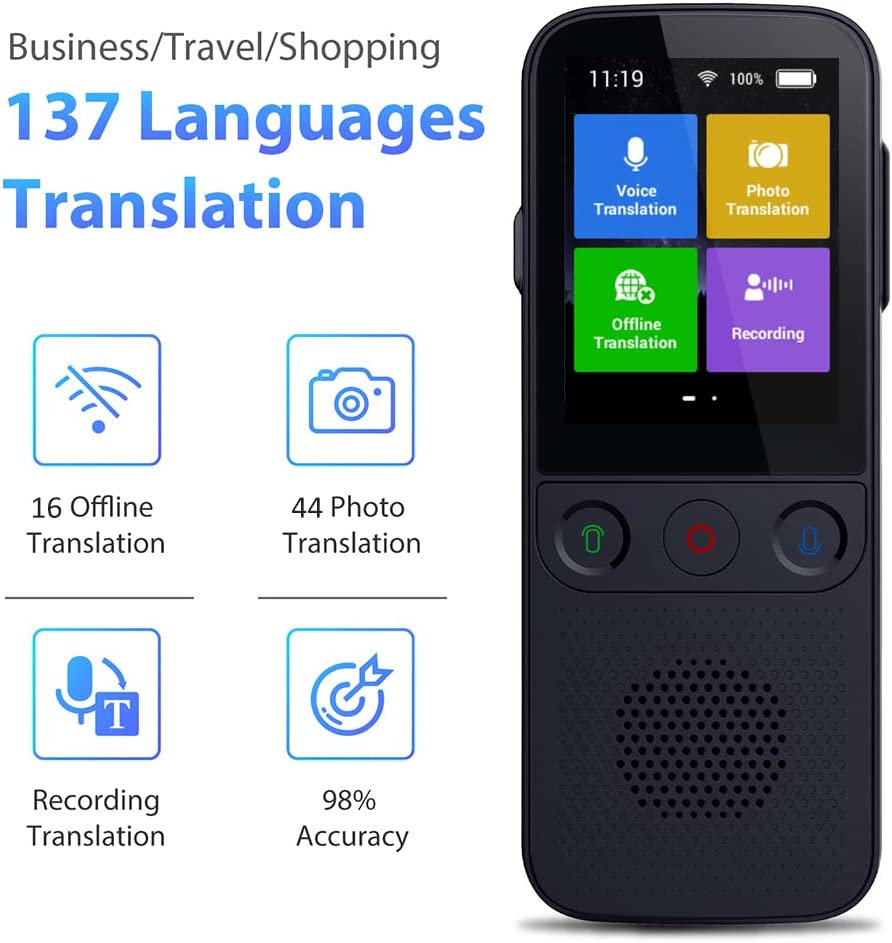 Business/Travel/Shopping
137 Languages
Translation
16 Offline
Translation
44 Photo
Translation
Recording
Translation
98%
Accuracy
11:19
100%
Voice
Translation
Photo
Translation
Offline
Translation
Recording
T